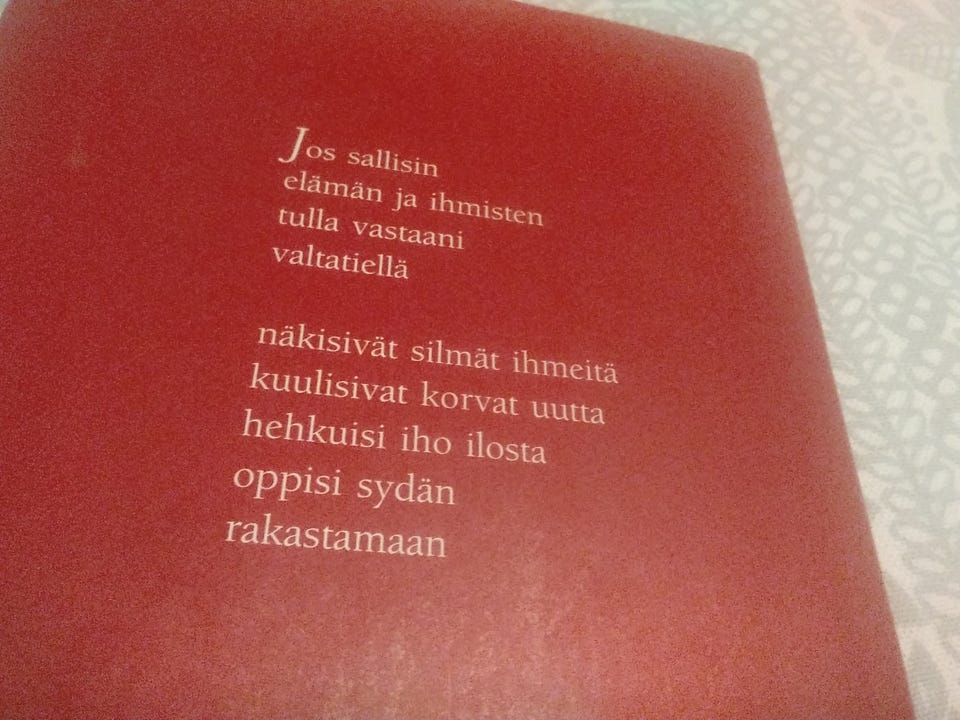 Jos sallisin
elämän ja ihmisten
tulla vastaani
valtatiellä
näkisivät silmät ihmeitä
kuulisivat korvat uutta
hehkuisi iho ilosta
oppisi sydän
rakastamaan